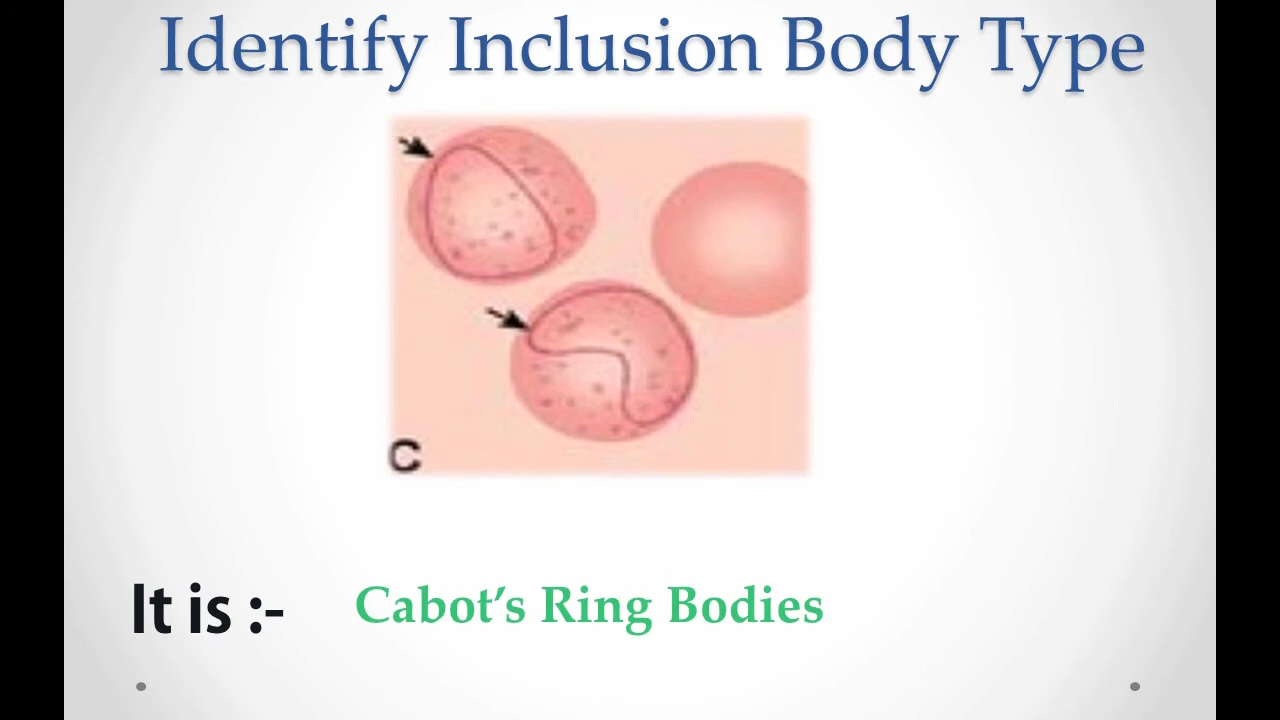 Identify Inclusion Body Type
C
It is :- Cabot’s Ring Bodies